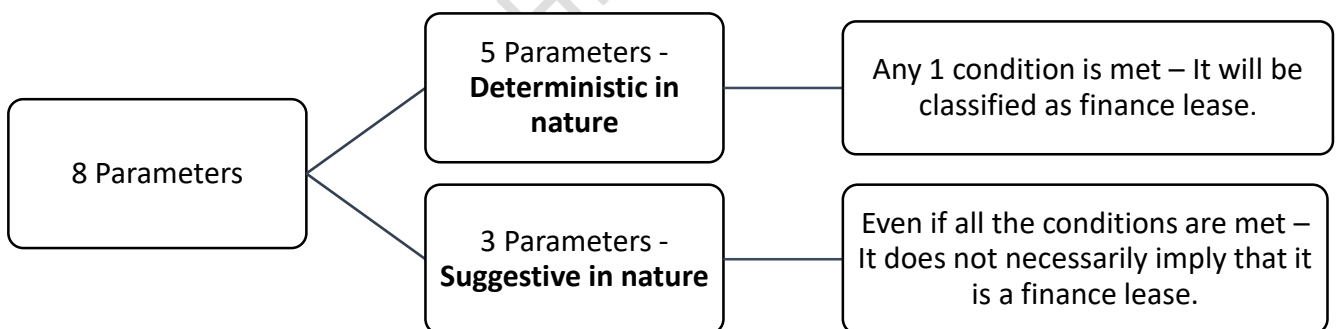 8 Parameters
5 Parameters -
Deterministic in
nature
Any 1 condition is met – It will be
classified as finance lease.
3 Parameters -
Suggestive in nature
Even if all the conditions are met –
It does not necessarily imply that it
is a finance lease.